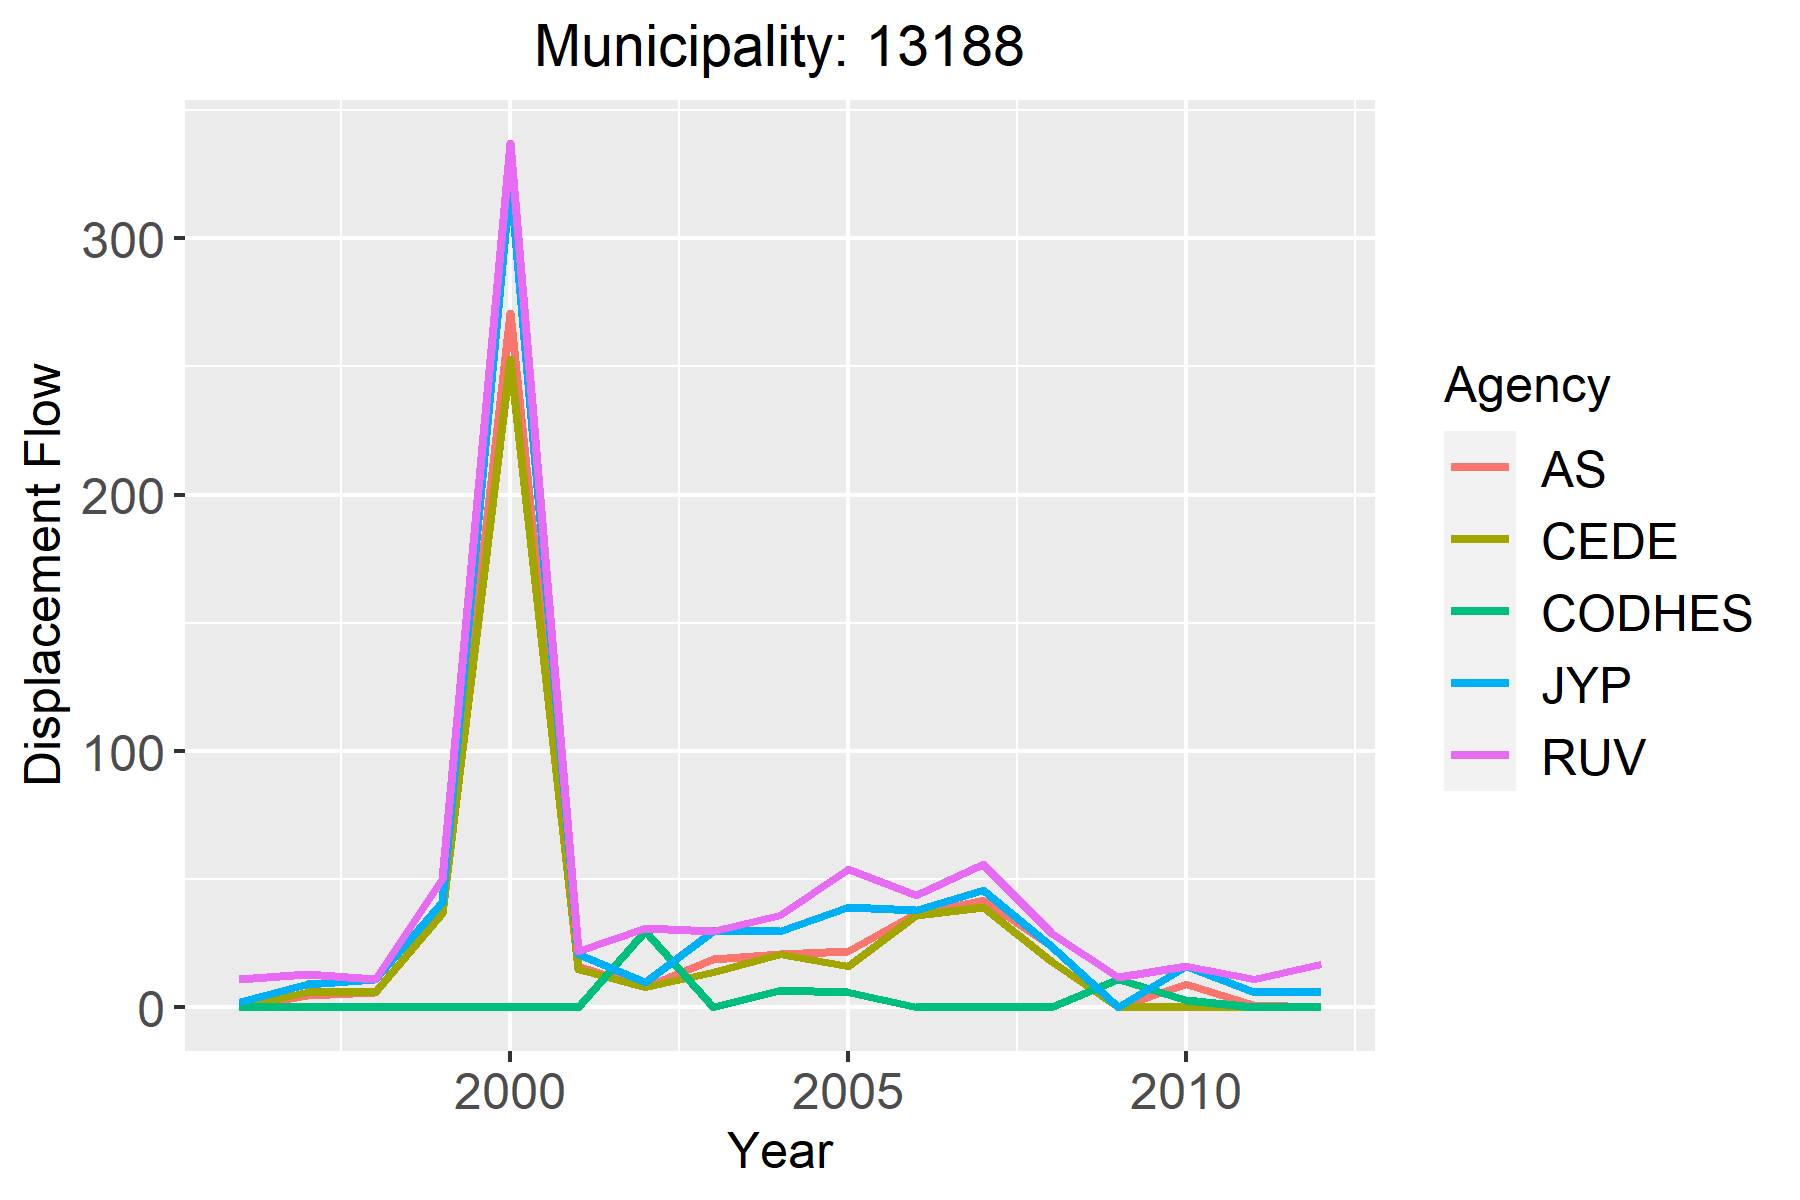 Municipality: 13188
Displacement Flow
300
200
100
0
2000
2005
2010
Year
Agency
AS
CEDE
CODHES
JYP
RUV